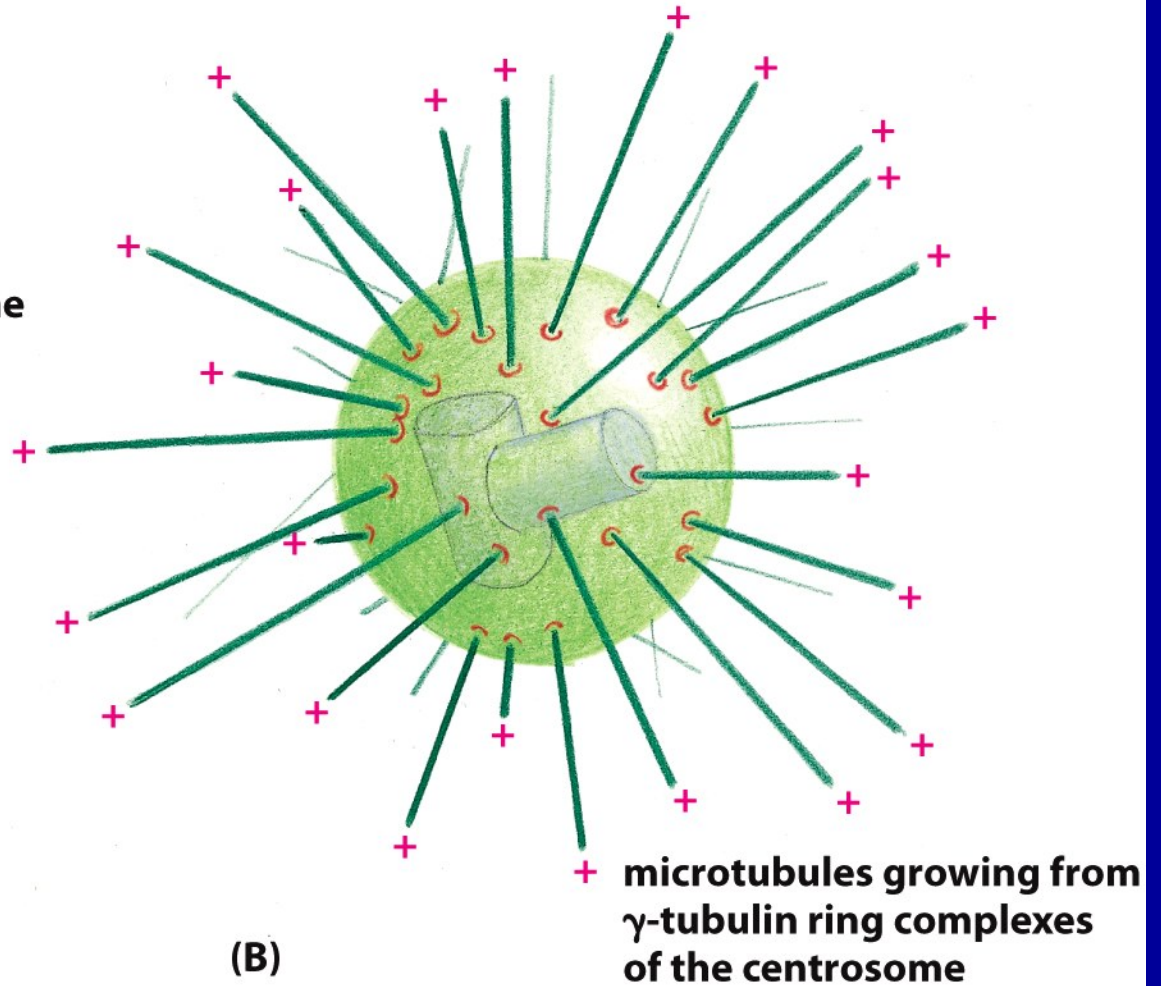 (B)
+ microtubules growing from
γ-tubulin ring complexes
of the centrosome